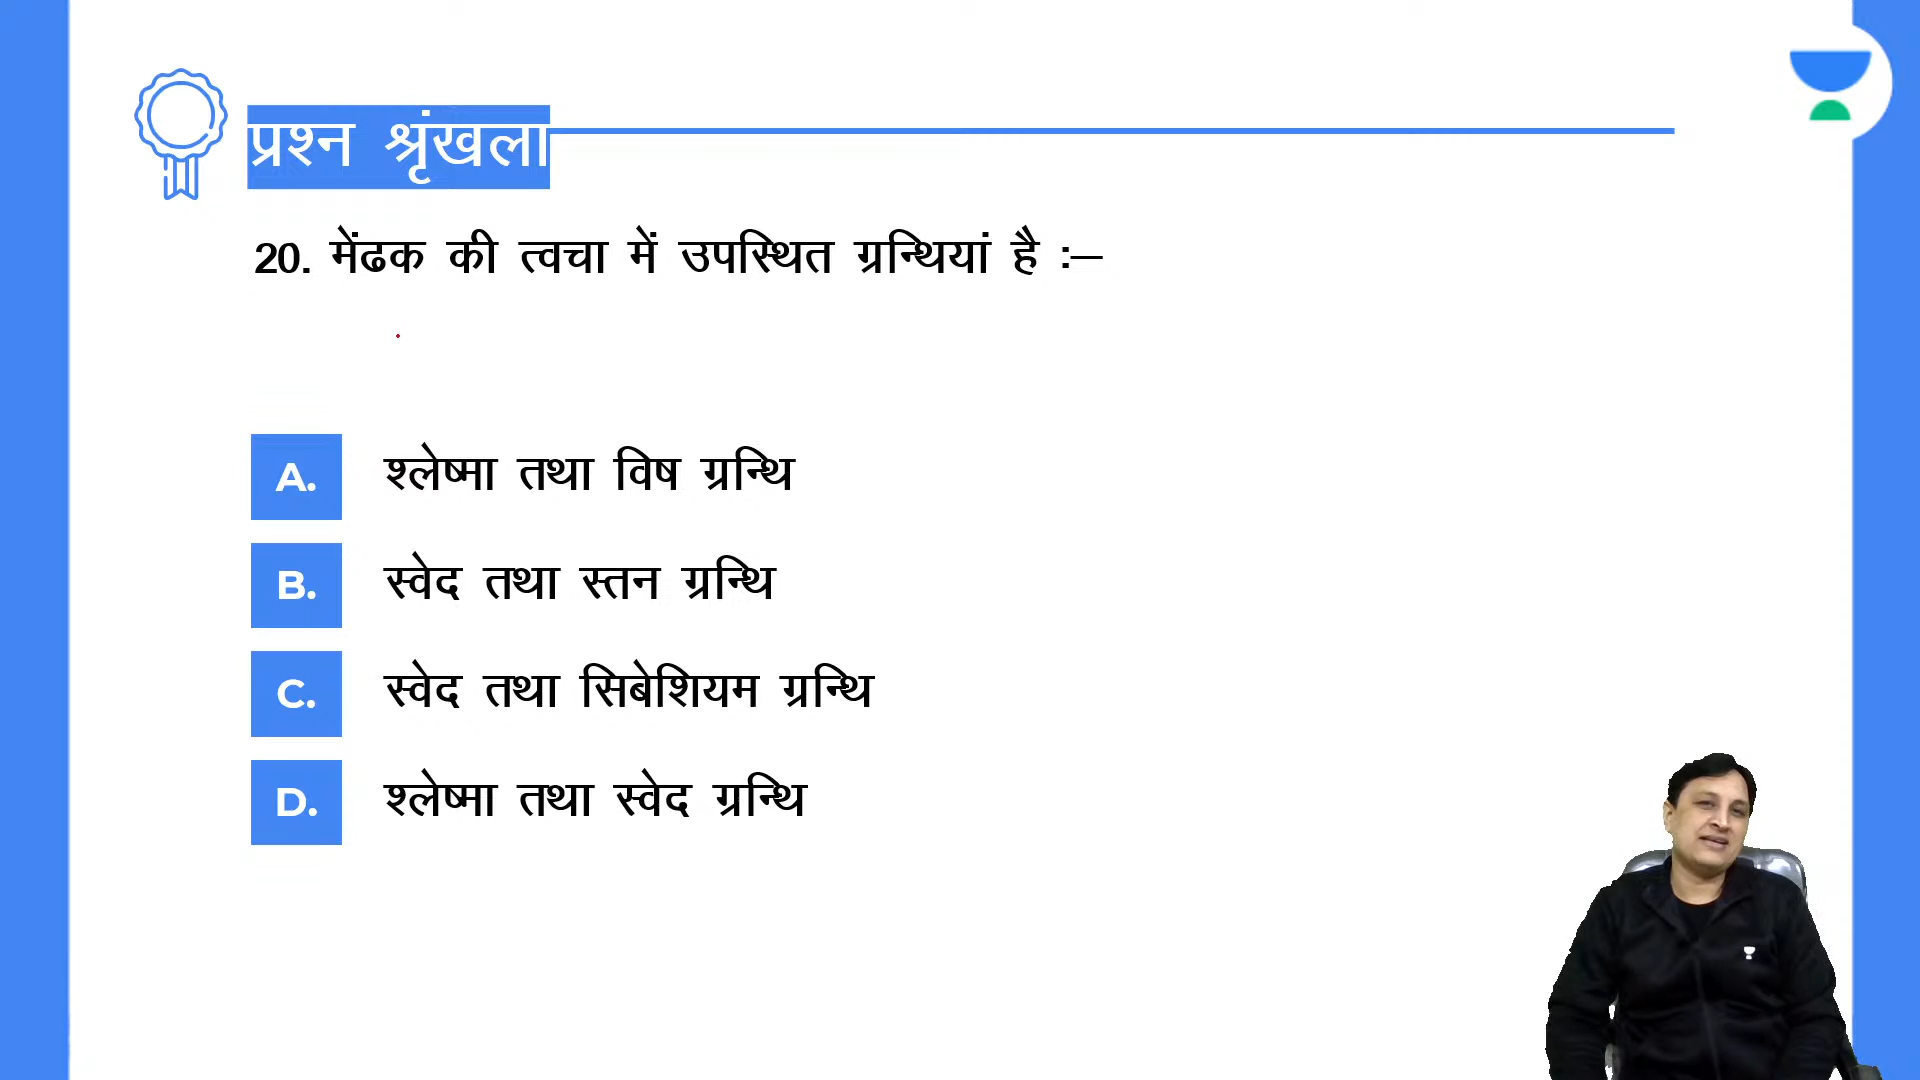 प्रश्न श्रृंखला
20. मेंढक की त्वचा में उपस्थित ग्रन्थियां है :–
A. श्लेष्मा तथा विष ग्रन्थि
B. स्वेद तथा स्तन ग्रन्थि
C. स्वेद तथा सिबेशियम ग्रन्थि
D. श्लेष्मा तथा स्वेद ग्रन्थि